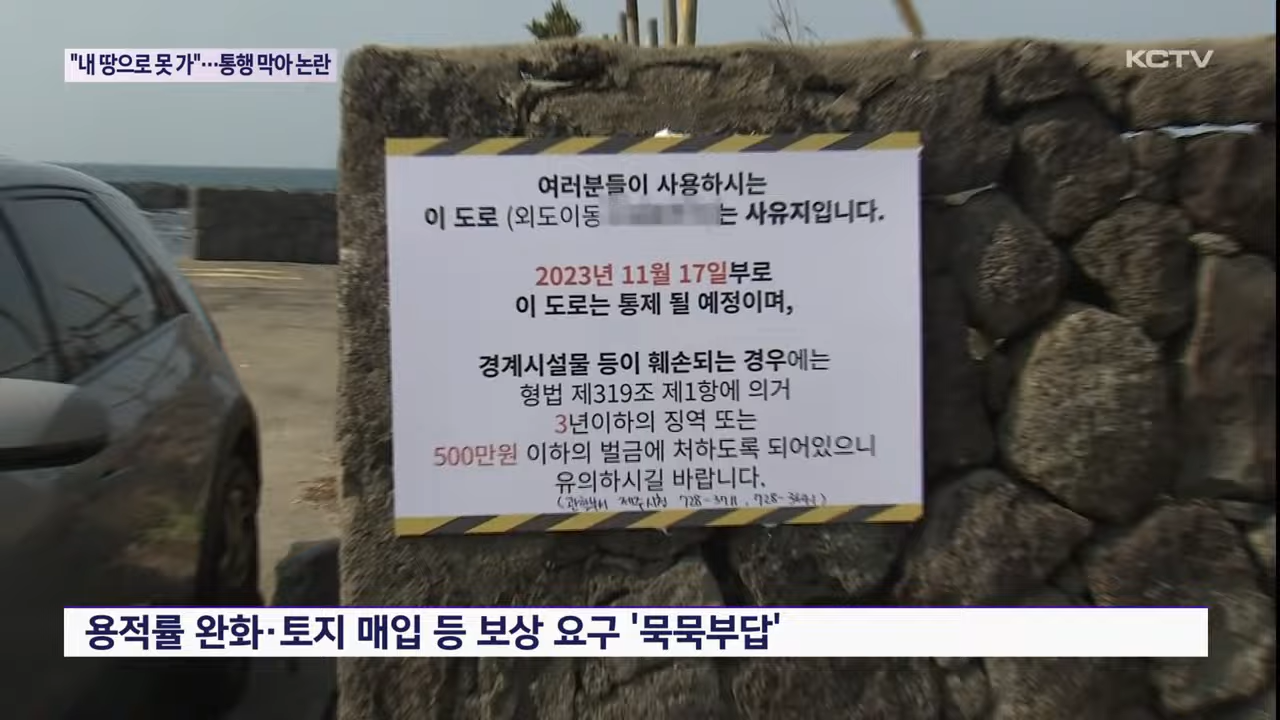 "내 땅으로 못 가"…통행 막아 논란
KCTV
여러분들이 사용하시는
이 도로 (외도이동 는 사유지입니다.
2023년 11월 17일부로
이 도로는 통제 될 예정이며,
경계시설물 등이 훼손되는 경우에는
형법 제319조 제1항에 의거
3년이하의 징역 또는
500만원 이하의 벌금에 처하도록 되어있으니
유의하시길 바랍니다.
제주시청 728-3711, 728-
용적률 완화·토지 매입 등 보상 요구 '묵묵부답'